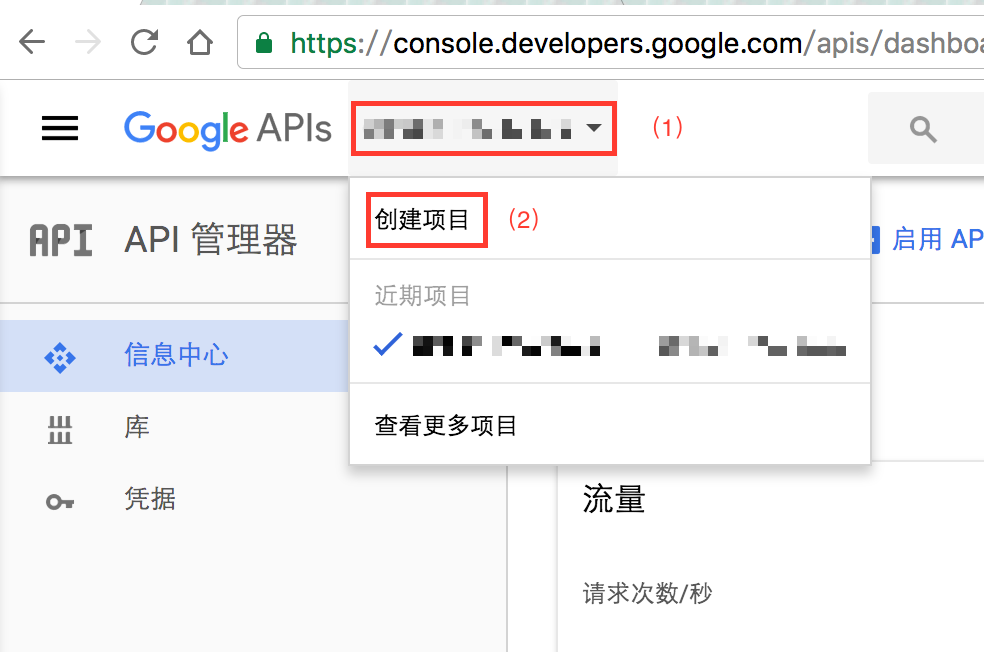 https://console.developers.google.com/apis/dashboa
Google APIs
(1)
创建项目
(2)
API
API 管理器
启用 AP
近期项目
信息中心
查看更多项目
库
凭据
流量
请求次数/秒